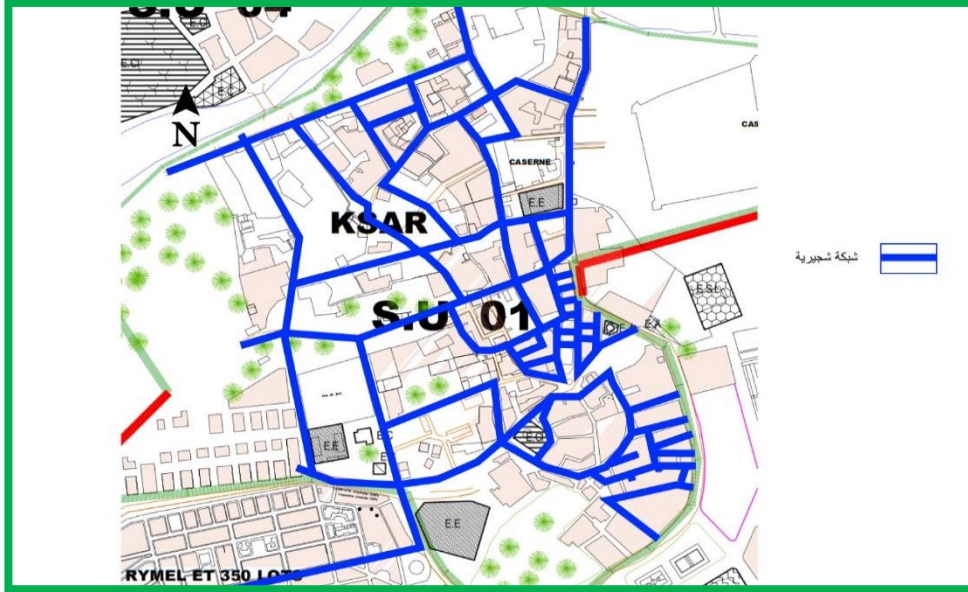 S.U 04
E.C
N
CAS
CASERNE
E.E
KSAR
شبكة شجيرية
E.S.L
S.U 01
E.A
E.E
E.C
E.E
RYMEL ET 350 LOTS